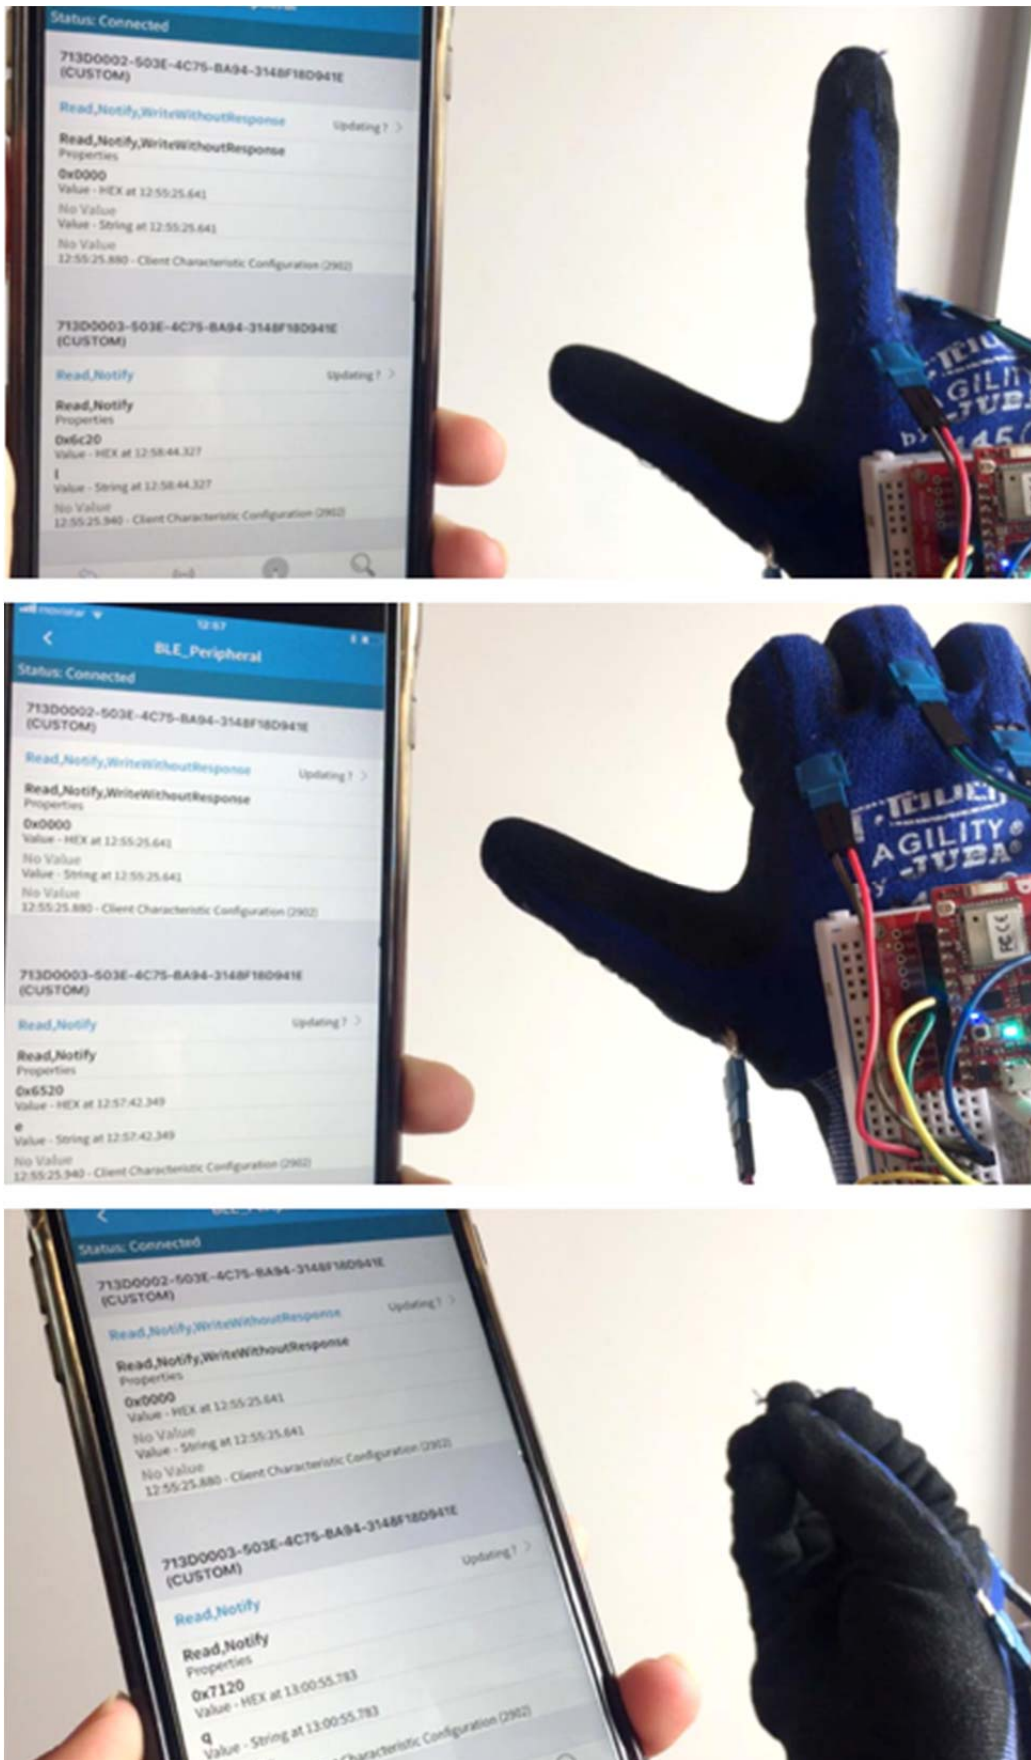 Status: Connected
713D0002-503E-4C75-BA94-3148F18D941E
(CUSTOM)
Read,Notify,WriteWithoutResponse
Updating ? >
Read,Notify,WriteWithoutResponse
Properties
0x0000
Value - HEX at 12:55:25.641
No Value
Value - String at 12:55:25.641
No Value
12:55:25.880 - Client Characteristic Configuration (2902)
713D0003-503E-4C75-BA94-3148F18D941E
(CUSTOM)
Read,Notify
Updating ? >
Read,Notify
Properties
0x6c20
Value - HEX at 12:58:44.327
l
Value - String at 12:58:44.327
No Value
12:55:25.940 - Client Characteristic Configuration (2902)
AGILIT
JUBA
movistar
12:57
BLE_Peripheral
Status: Connected
713D0002-503E-4C75-BA94-3148F18D941E
(CUSTOM)
Read,Notify,WriteWithoutResponse
Updating ? >
Read,Notify,WriteWithoutResponse
Properties
0x0000
Value - HEX at 12:55:25.641
No Value
Value - String at 12:55:25.641
No Value
12:55:25.880 - Client Characteristic Configuration (2902)
713D0003-503E-4C75-BA94-3148F18D941E
(CUSTOM)
Read,Notify
Updating ? >
Read,Notify
Properties
0x6520
Value - HEX at 12:57:42.349
e
Value - String at 12:57:42.349
No Value
12:55:25.940 - Client Characteristic Configuration (2902)
AGILITY
JUBA®
FC CE
Status: Connected
713D0002-503E-4C75-BA94-3148F18D941E
(CUSTOM)
Read,Notify,WriteWithoutResponse
Updating ? >
Read,Notify,WriteWithoutResponse
Properties
0x0000
Value - HEX at 12:55:25.641
No Value
Value - String at 12:55:25.641
No Value
12:55:25.880 - Client Characteristic Configuration (2902)
713D0003-503E-4C75-BA94-3148F18D941E
(CUSTOM)
Read,Notify
Updating ? >
Read,Notify
Properties
0x7120
Value - HEX at 13:00:55.783
q
Value - String at 13:00:55.783
Characteristic Configuration (2902)